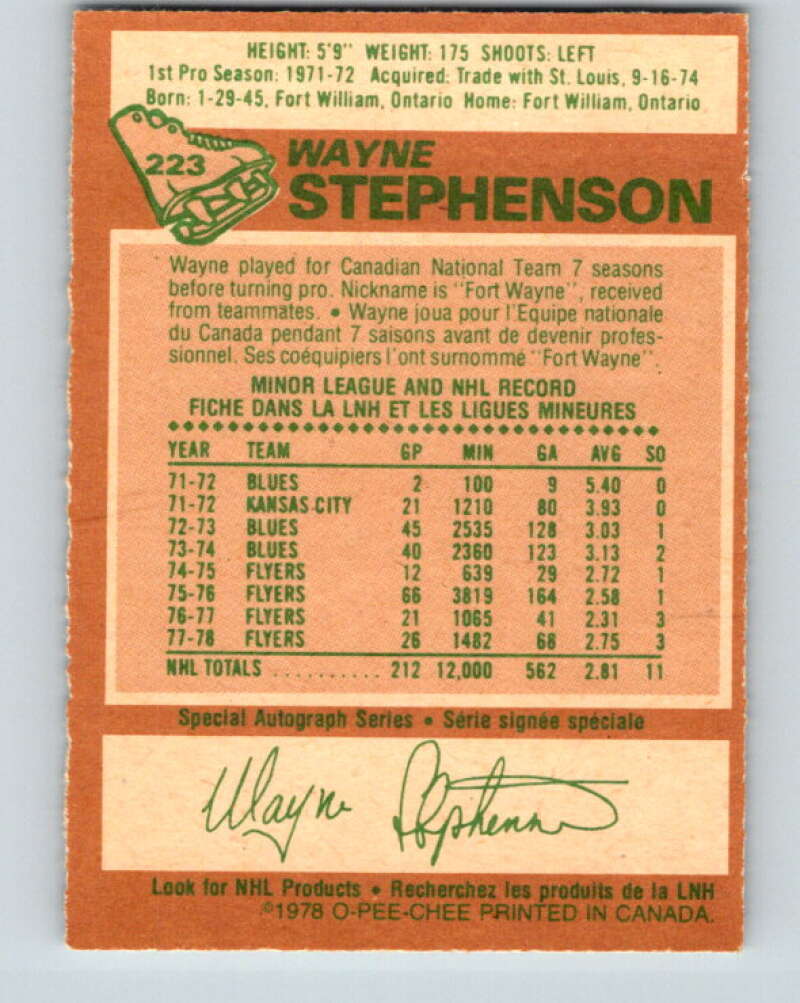 HEIGHT: 5'9" WEIGHT: 175 SHOOTS: LEFT
1st Pro Season: 1971-72 Acquired: Trade with St. Louis, 9-16-74
Born: 1-29-45, Fort William, Ontario Home: Fort William, Ontario
223
WAYNE
STEPHENSON
Wayne played for Canadian National Team 7 seasons
before turning pro. Nickname is "Fort Wayne", received
from teammates. • Wayne joua pour l'Equipe nationale
du Canada pendant 7 saisons avant de devenir profes-
sionnel. Ses coéquipiers l'ont surnommé "Fort Wayne".
MINOR LEAGUE AND NHL RECORD
FICHE DANS LA LNH ET LES LIGUES MINEURES
YEAR TEAM GP MIN GA AVG SO
71-72 BLUES 2 100 9 5.40 0
71-72 KANSAS CITY 21 1210 80 3.93 0
72-73 BLUES 45 2535 128 3.03 1
73-74 BLUES 40 2360 123 3.13 2
74-75 FLYERS 12 639 29 2.72 1
75-76 FLYERS 66 3819 164 2.58 1
76-77 FLYERS 21 1065 41 2.31 3
77-78 FLYERS 26 1482 68 2.75 3
NHL TOTALS ........... 212 12,000 562 2.81 11
Special Autograph Series • Série signée spéciale
Wayne Stephenson
Look for NHL Products • Recherchez les produits de la LNH
©1978 O-PEE-CHEE PRINTED IN CANADA.